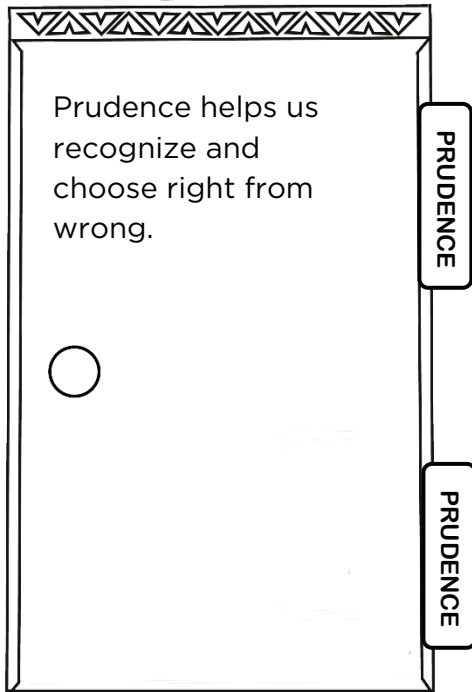 Prudence helps us
recognize and
choose right from
wrong.
PRUDENCE
PRUDENCE